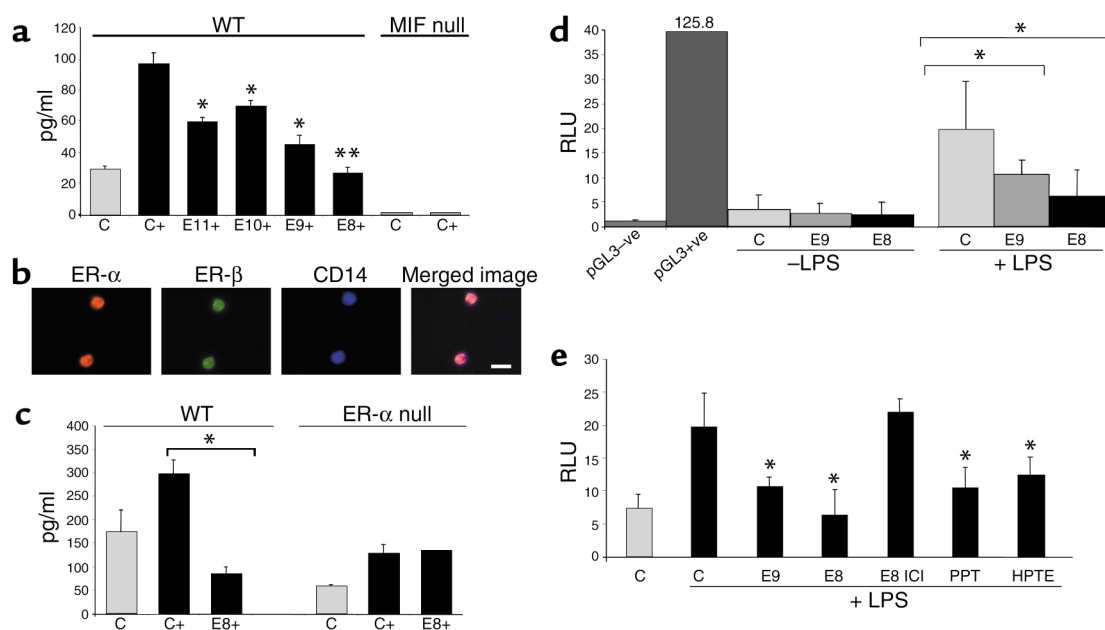 a
WT
MIF null
120
100
80
60
40
20
0
pg/ml
* * * **
C C+ E11+ E10+ E9+ E8+ C C+
b
ER-α ER-β CD14 Merged image
c
WT
ER-α null
400
350
300
250
200
150
100
50
0
pg/ml
*
C C+ E8+ C C+ E8+
d
125.8
40
35
30
25
20
15
10
5
0
RLU
*
*
pGL3–ve pGL3+ve C E9 E8 C E9 E8
–LPS + LPS
e
30
25
20
15
10
5
0
RLU
* * * *
C C E9 E8 E8 ICI PPT HPTE
+ LPS